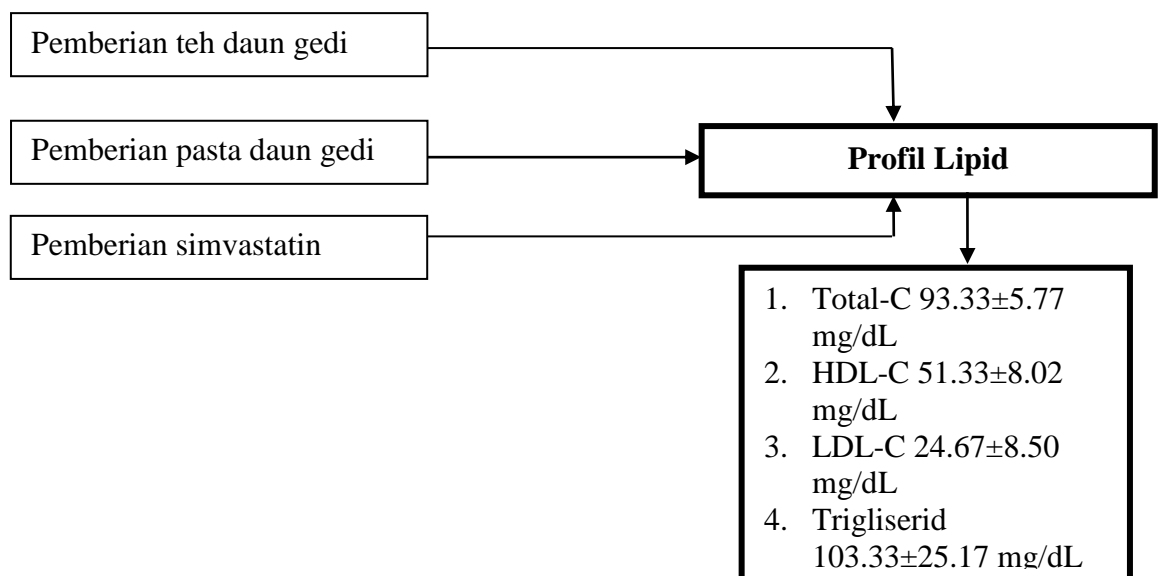 Pemberian teh daun gedi
Pemberian pasta daun gedi
Profil Lipid
Pemberian simvastatin
1. Total-C 93.33±5.77
mg/dL
2. HDL-C 51.33±8.02
mg/dL
3. LDL-C 24.67±8.50
mg/dL
4. Trigliserid
103.33±25.17 mg/dL